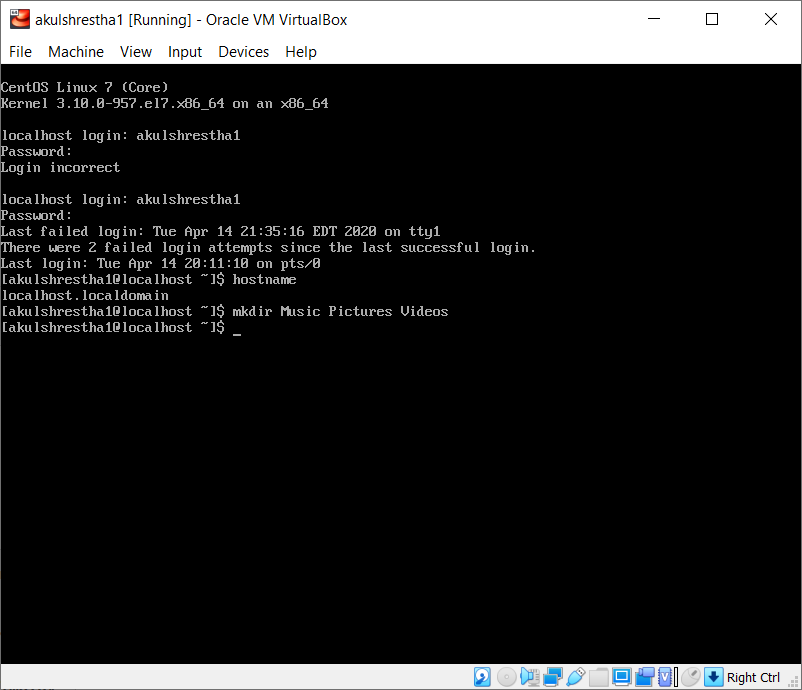 akulshrestha1 [Running] - Oracle VM VirtualBox
File Machine View Input Devices Help
CentOS Linux 7 (Core)
Kernel 3.10.0-957.el7.x86_64 on an x86_64
localhost login: akulshrestha1
Password:
Login incorrect
localhost login: akulshrestha1
Password:
Last failed login: Tue Apr 14 21:35:16 EDT 2020 on tty1
There were 2 failed login attempts since the last successful login.
Last login: Tue Apr 14 20:11:10 on pts/0
[akulshrestha1@localhost ~]$ hostname
localhost.localdomain
[akulshrestha1@localhost ~]$ mkdir Music Pictures Videos
[akulshrestha1@localhost ~]$ _
Right Ctrl